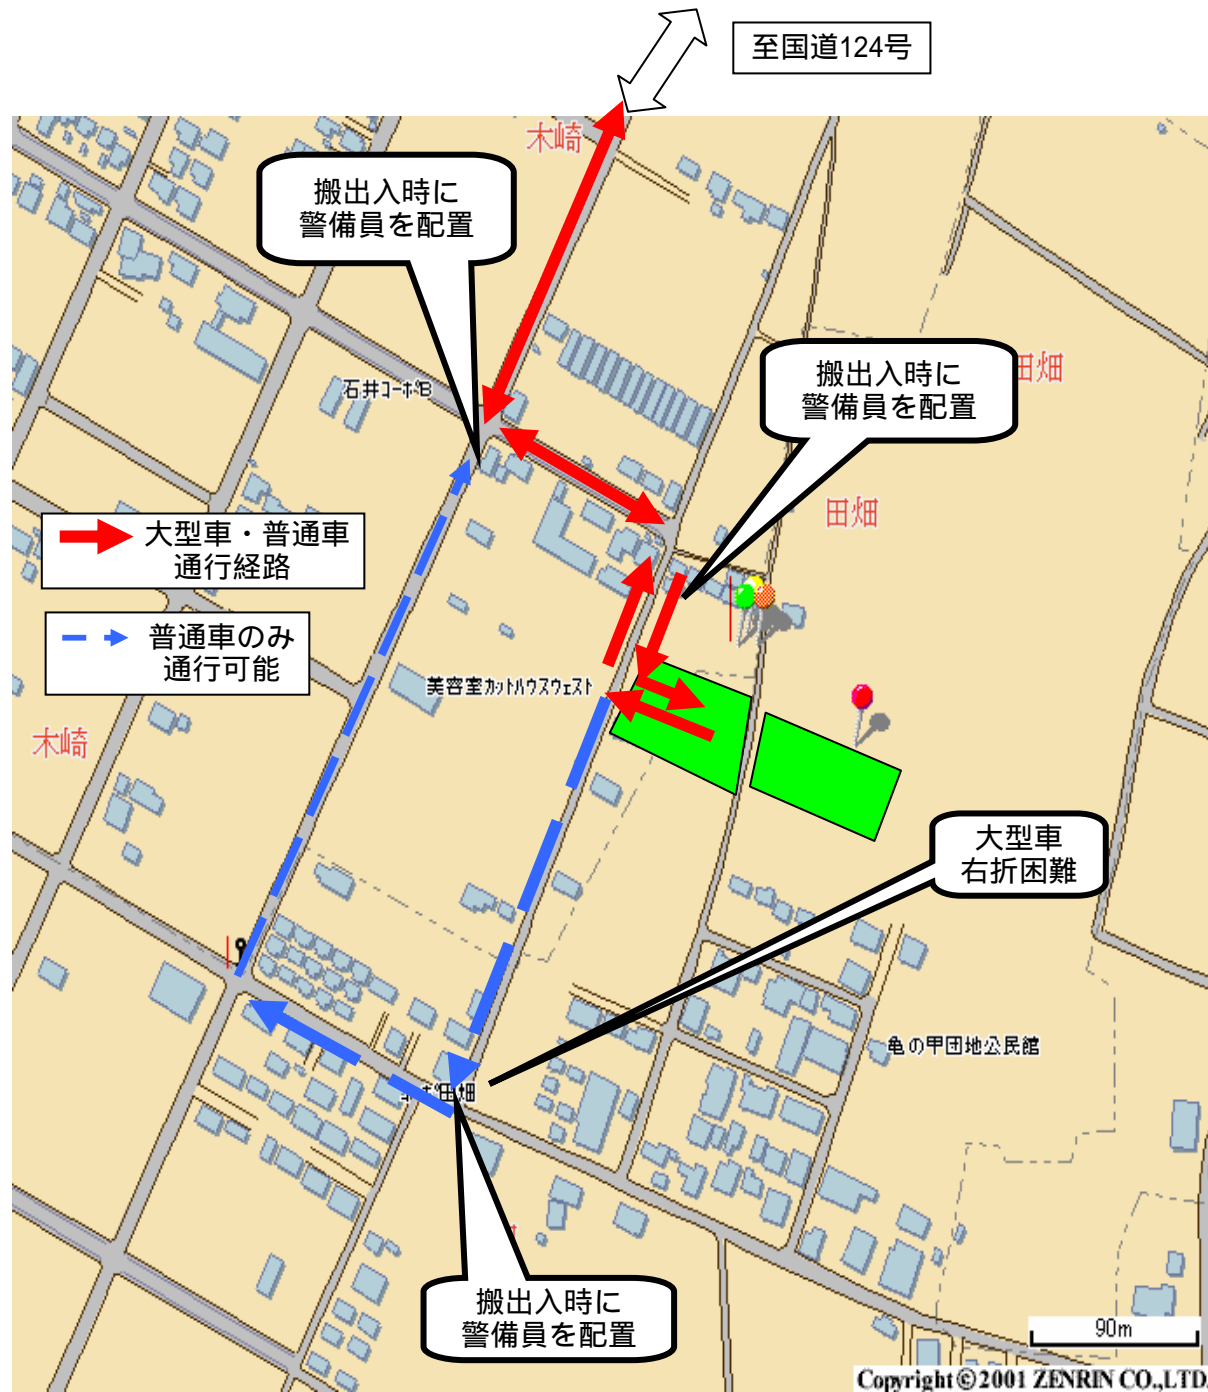 至国道124号
木崎
搬出入時に
警備員を配置
搬出入時に
警備員を配置
田畑
石井コーポB
田畑
大型車・普通車
通行経路
普通車のみ
通行可能
美容室カットハウスウェスト
木崎
大型車
右折困難
亀の甲団地公民館
田畑
搬出入時に
警備員を配置
90m
Copyright©2001 ZENRIN CO.,LTD.